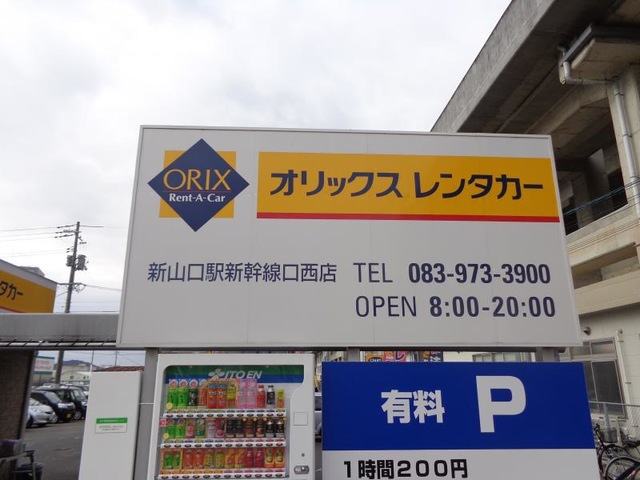 ORIX
Rent-A-Car
オリックス レンタカー
新山口駅新幹線口西店 TEL 083-973-3900
OPEN 8:00-20:00
タカー
ITO EN
有料 P
1時間200円